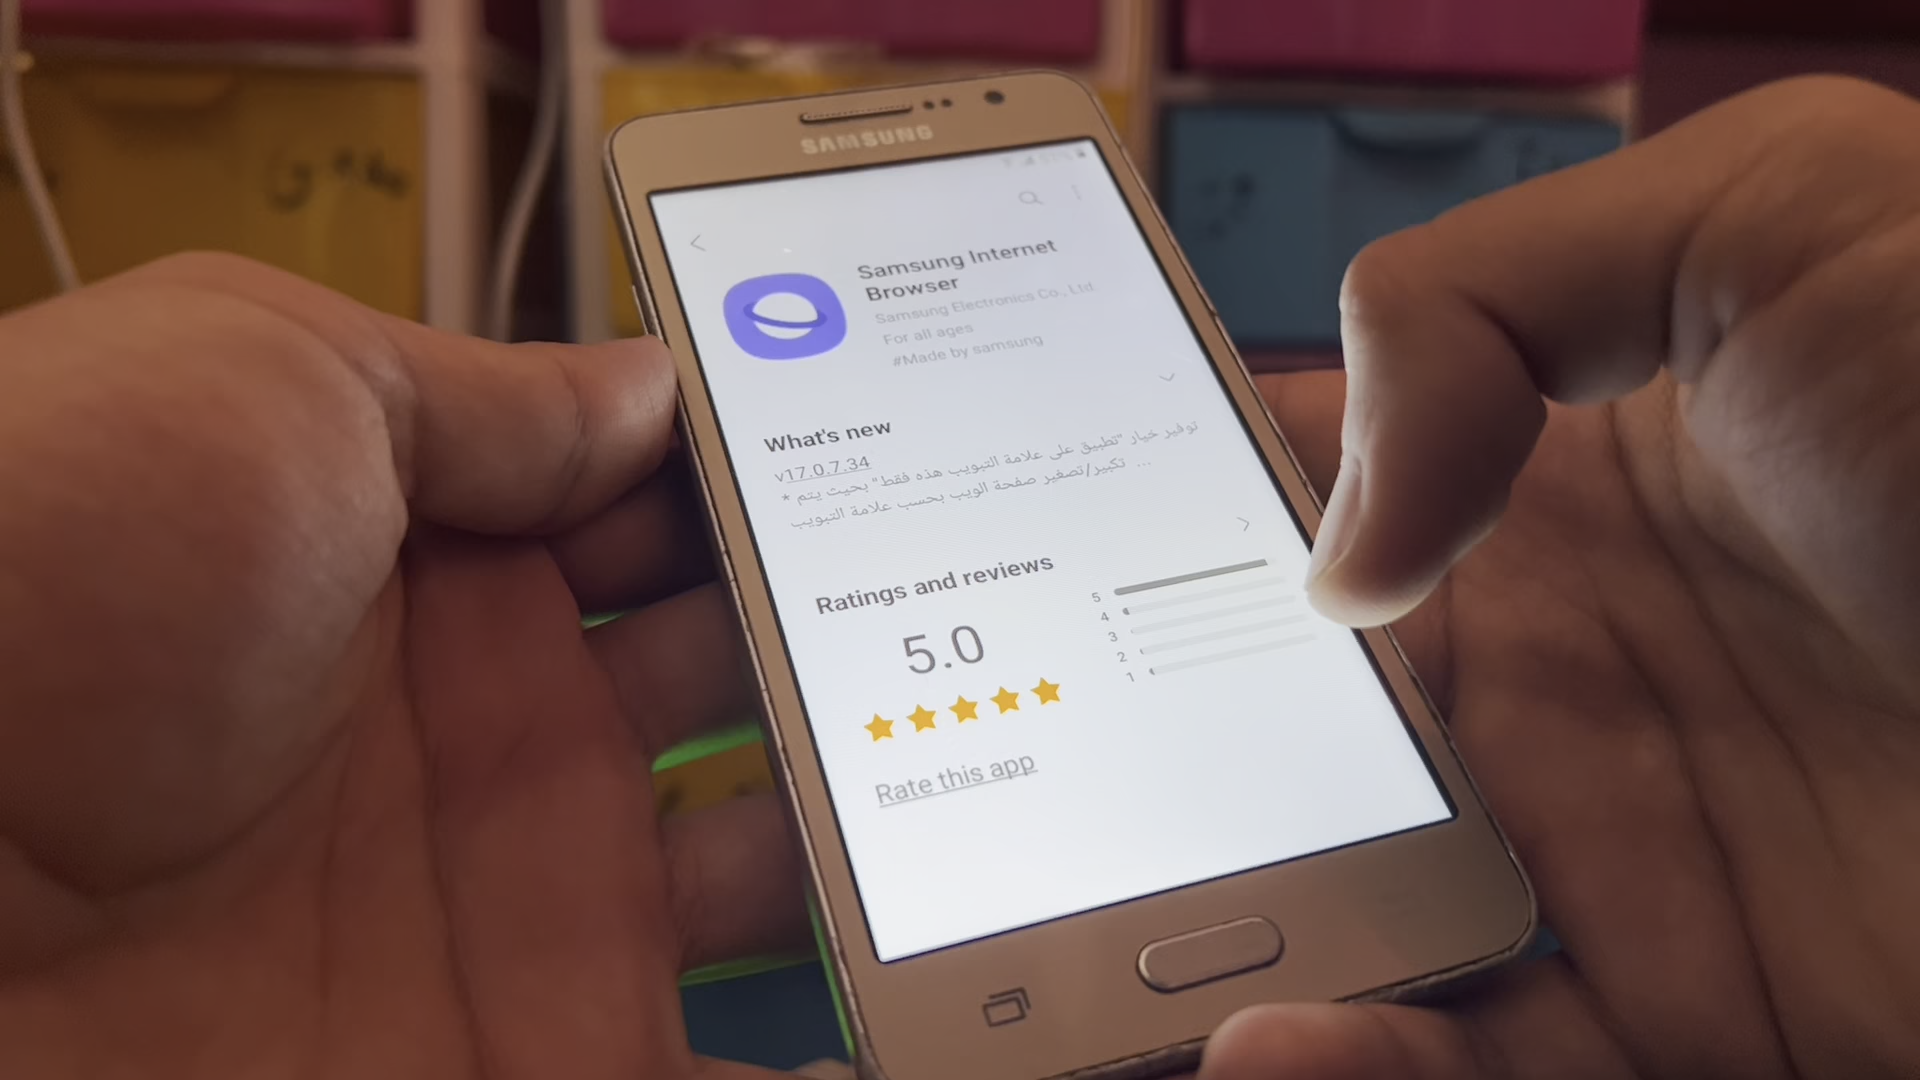 SAMSUNG
Samsung Internet
Browser
Samsung Electronics Co., Ltd.
For all ages
#Made by samsung
What's new
v17.0.7.34
* توفير خيار "تطبيق على علامة التبويب هذه فقط" بحيث يتم
تكبير/تصغير صفحة الويب بحسب علامة التبويب ...
Ratings and reviews
5.0
5
4
3
2
1
Rate this app